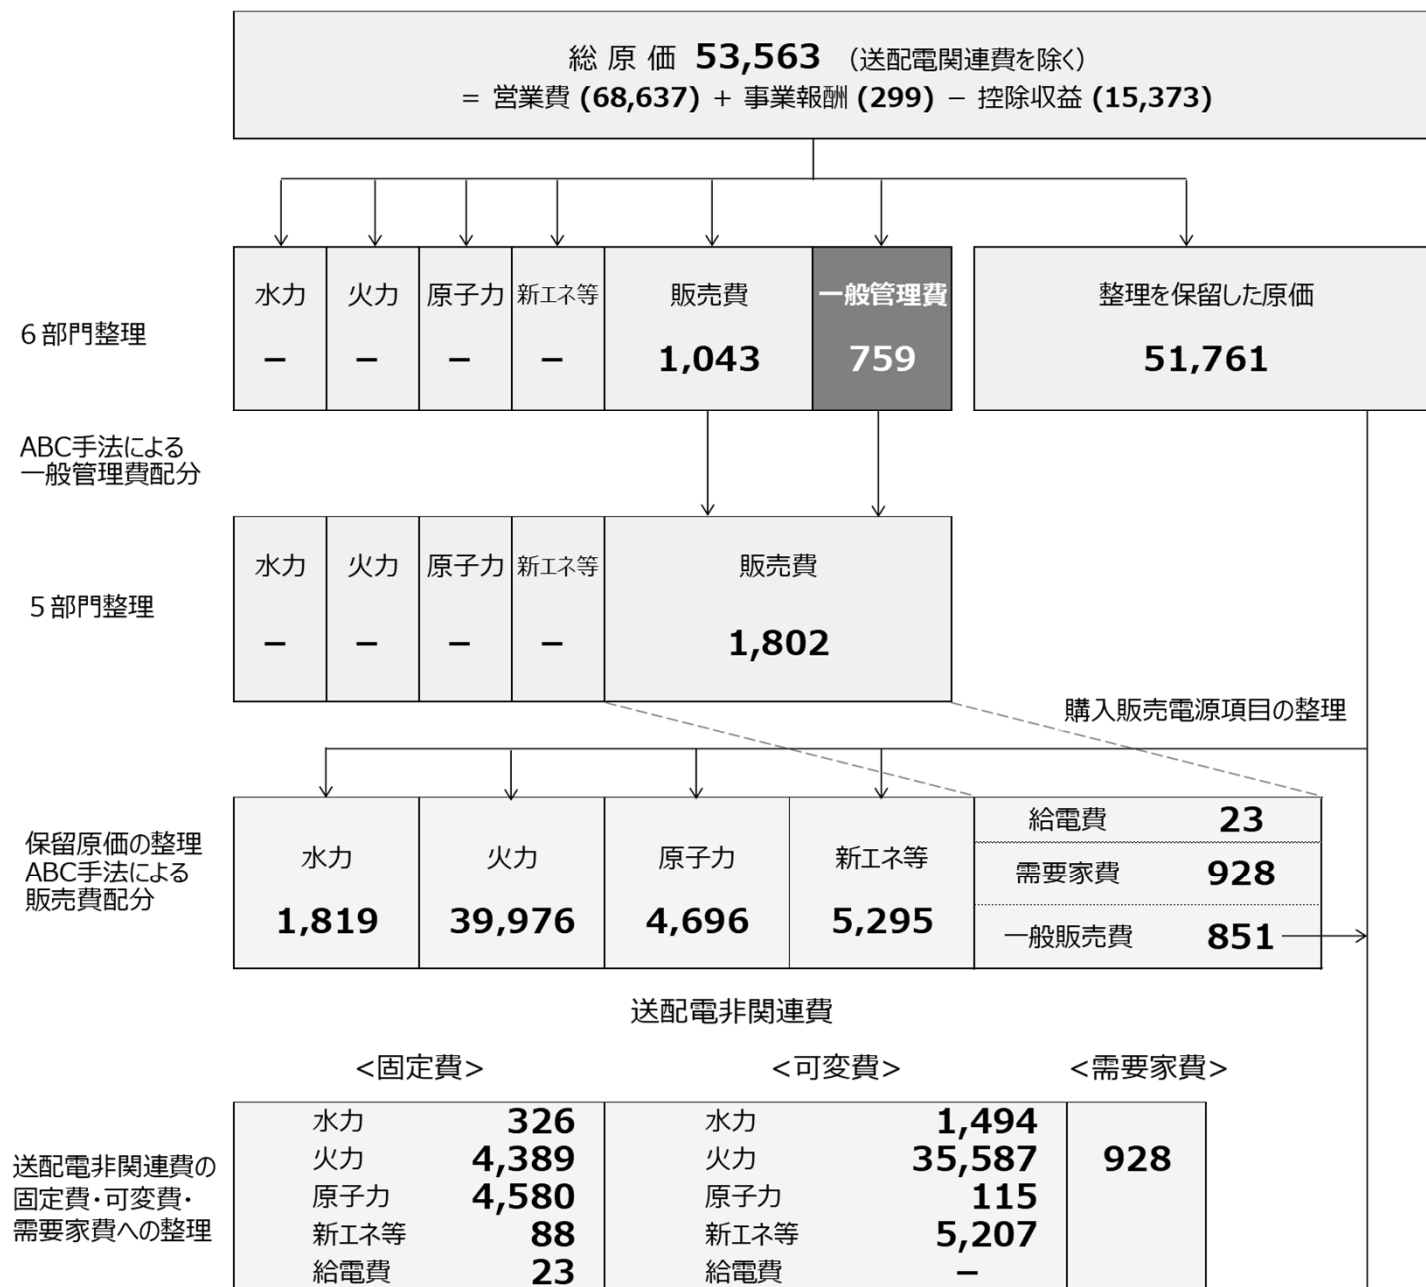 総原価 53,563 （送配電関連費を除く）
= 営業費 (68,637) + 事業報酬 (299) − 控除収益 (15,373)
６部門整理
水力 火力 原子力 新エネ等 販売費 一般管理費 整理を保留した原価
− − − − 1,043 759 51,761
ABC手法による
一般管理費配分
５部門整理
水力 火力 原子力 新エネ等 販売費
− − − − 1,802
購入販売電源項目の整理
保留原価の整理
ABC手法による
販売費配分
水力 火力 原子力 新エネ等
1,819 39,976 4,696 5,295
給電費 23
需要家費 928
一般販売費 851
送配電非関連費
<固定費> <可変費> <需要家費>
送配電非関連費の
固定費・可変費・
需要家費への整理
水力 326 水力 1,494
火力 4,389 火力 35,587 928
原子力 4,580 原子力 115
新エネ等 88 新エネ等 5,207
給電費 23 給電費 −